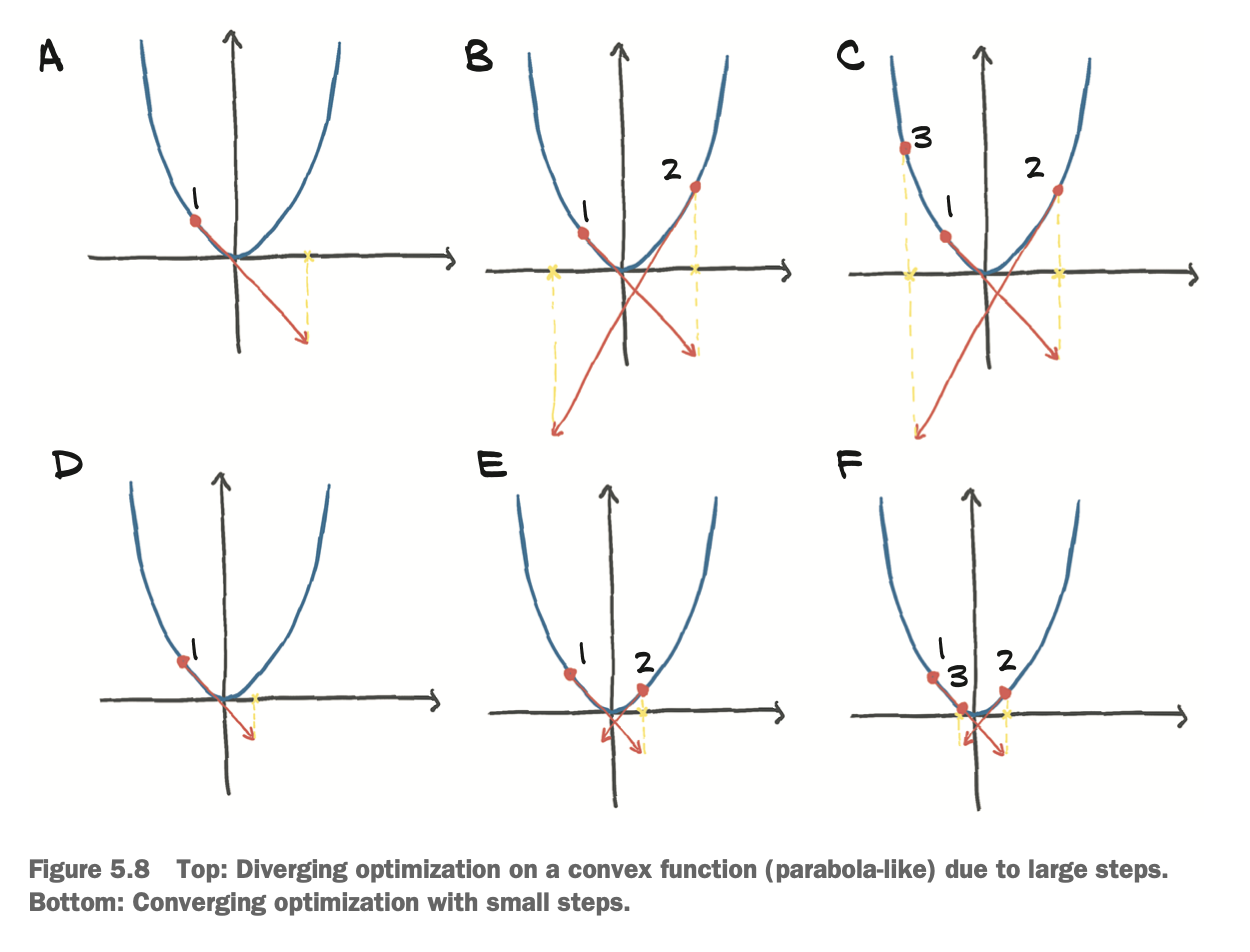 A
1
B
1
2
C
3
1
2
D
1
E
1
2
F
1
3
2
Figure 5.8 Top: Diverging optimization on a convex function (parabola-like) due to large steps.
Bottom: Converging optimization with small steps.